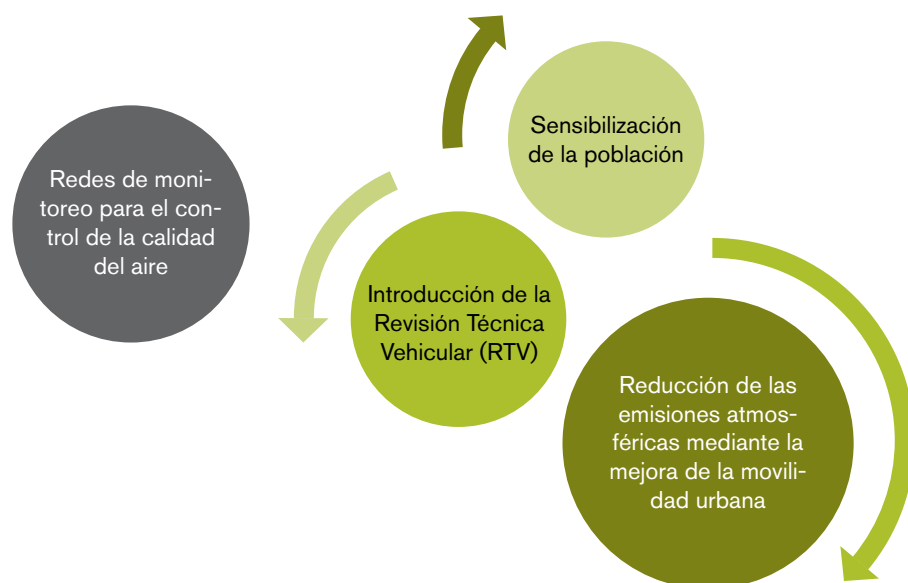 Sensibilización
de la población
Redes de moni-
toreo para el con-
trol de la calidad
del aire
Introducción de la
Revisión Técnica
Vehicular (RTV)
Reducción de las
emisiones atmos-
féricas mediante la
mejora de la movili-
dad urbana